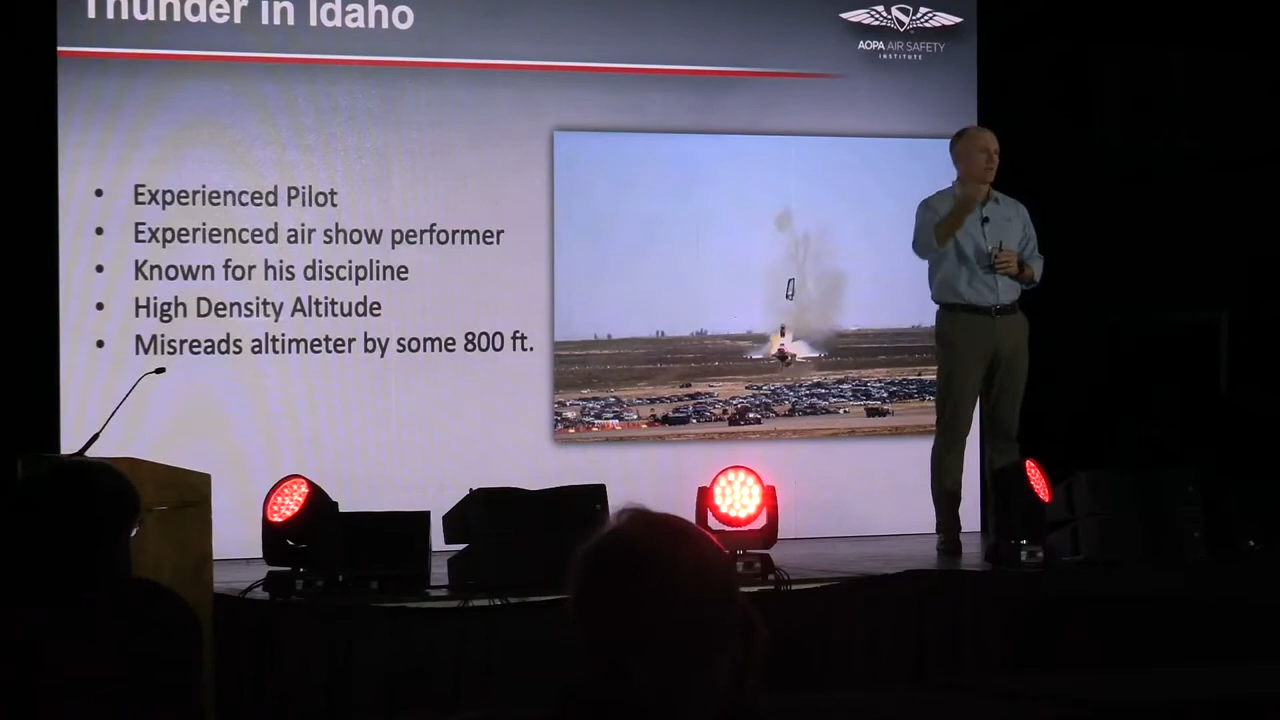 Thunder in Idaho
AOPA AIR SAFETY
INSTITUTE
• Experienced Pilot
• Experienced air show performer
• Known for his discipline
• High Density Altitude
• Misreads altimeter by some 800 ft.